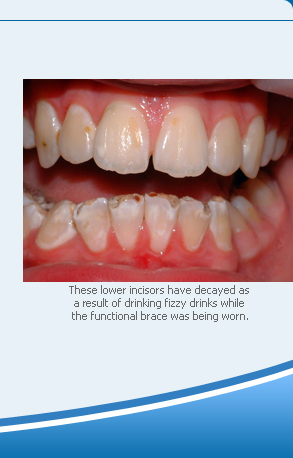 These lower incisors have decayed as
a result of drinking fizzy drinks while
the functional brace was being worn.